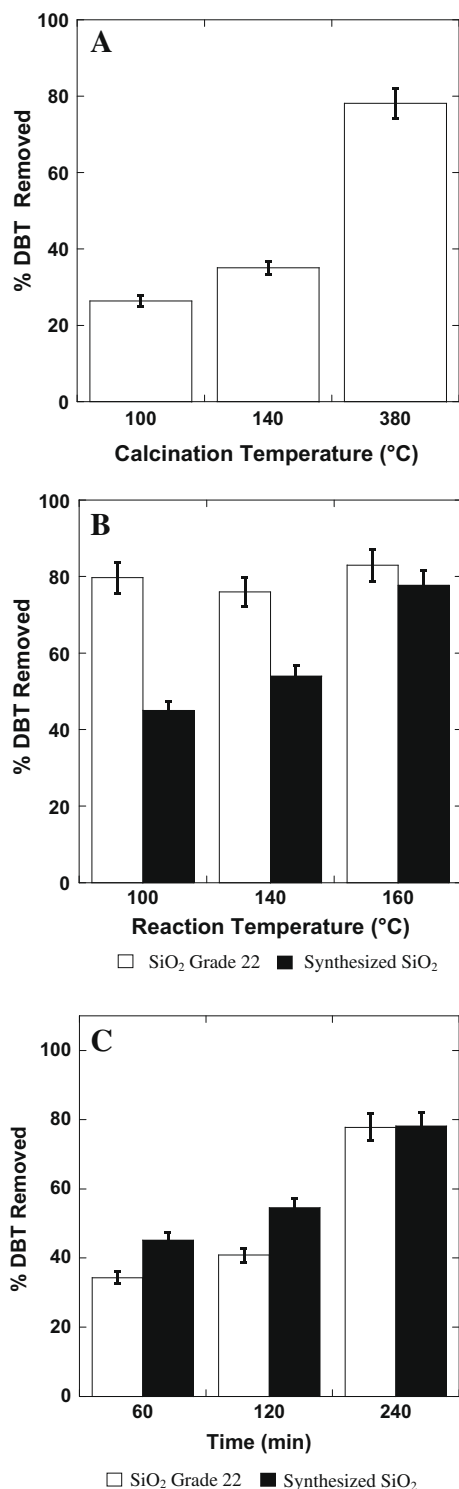 A
% DBT Removed
100
80
60
40
20
0
100 140 380
Calcination Temperature (°C)
B
% DBT Removed
100
80
60
40
20
0
100 140 160
Reaction Temperature (°C)
SiO₂ Grade 22 Synthesized SiO₂
C
% DBT Removed
100
80
60
40
20
0
60 120 240
Time (min)
SiO₂ Grade 22 Synthesized SiO₂